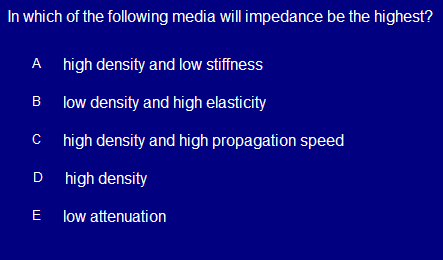 In which of the following media will impedance be the highest?
A high density and low stiffness
B low density and high elasticity
C high density and high propagation speed
D high density
E low attenuation